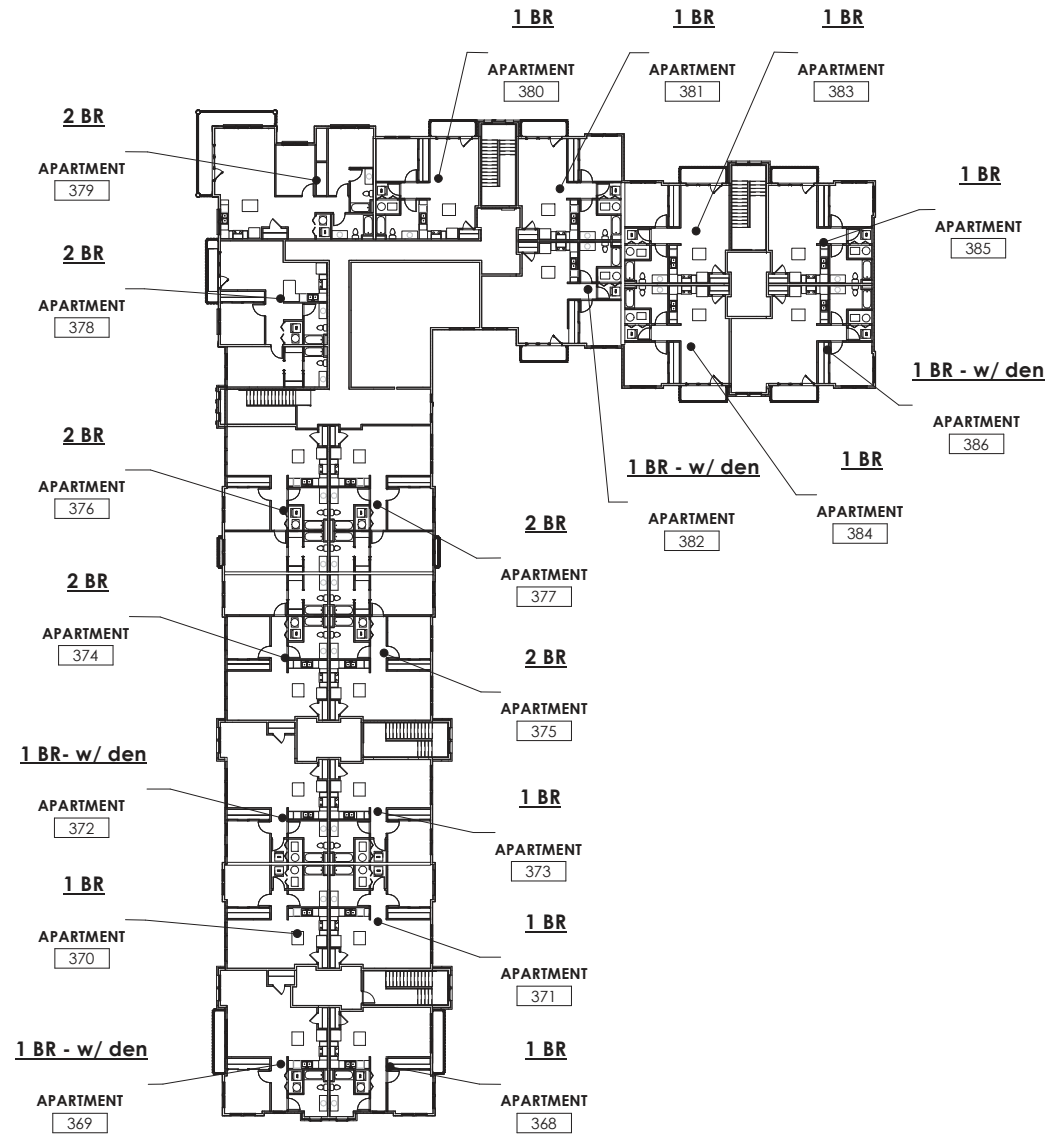 1 BR
APARTMENT
380
1 BR
APARTMENT
381
1 BR
APARTMENT
383
2 BR
APARTMENT
379
1 BR
APARTMENT
385
2 BR
APARTMENT
378
1 BR - w/ den
APARTMENT
386
2 BR
APARTMENT
376
1 BR - w/ den
APARTMENT
382
1 BR
APARTMENT
384
2 BR
APARTMENT
377
2 BR
APARTMENT
374
2 BR
APARTMENT
375
1 BR- w/ den
APARTMENT
372
1 BR
APARTMENT
373
1 BR
APARTMENT
370
1 BR
APARTMENT
371
1 BR - w/ den
APARTMENT
369
1 BR
APARTMENT
368